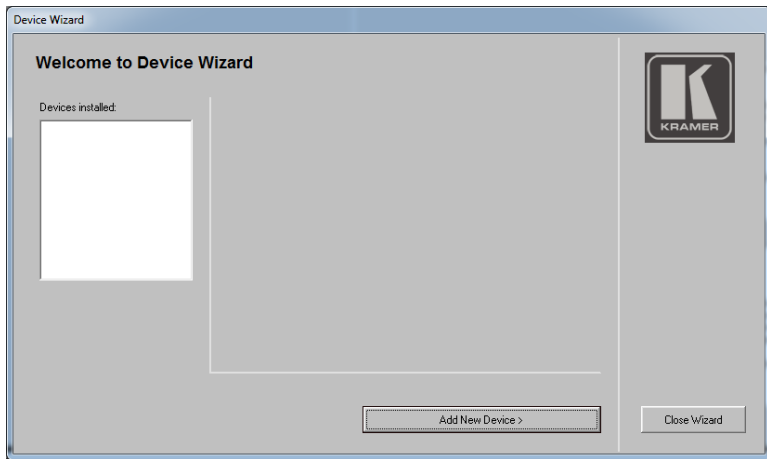 Device Wizard
Welcome to Device Wizard
Devices installed:
KRAMER
Add New Device >
Close Wizard